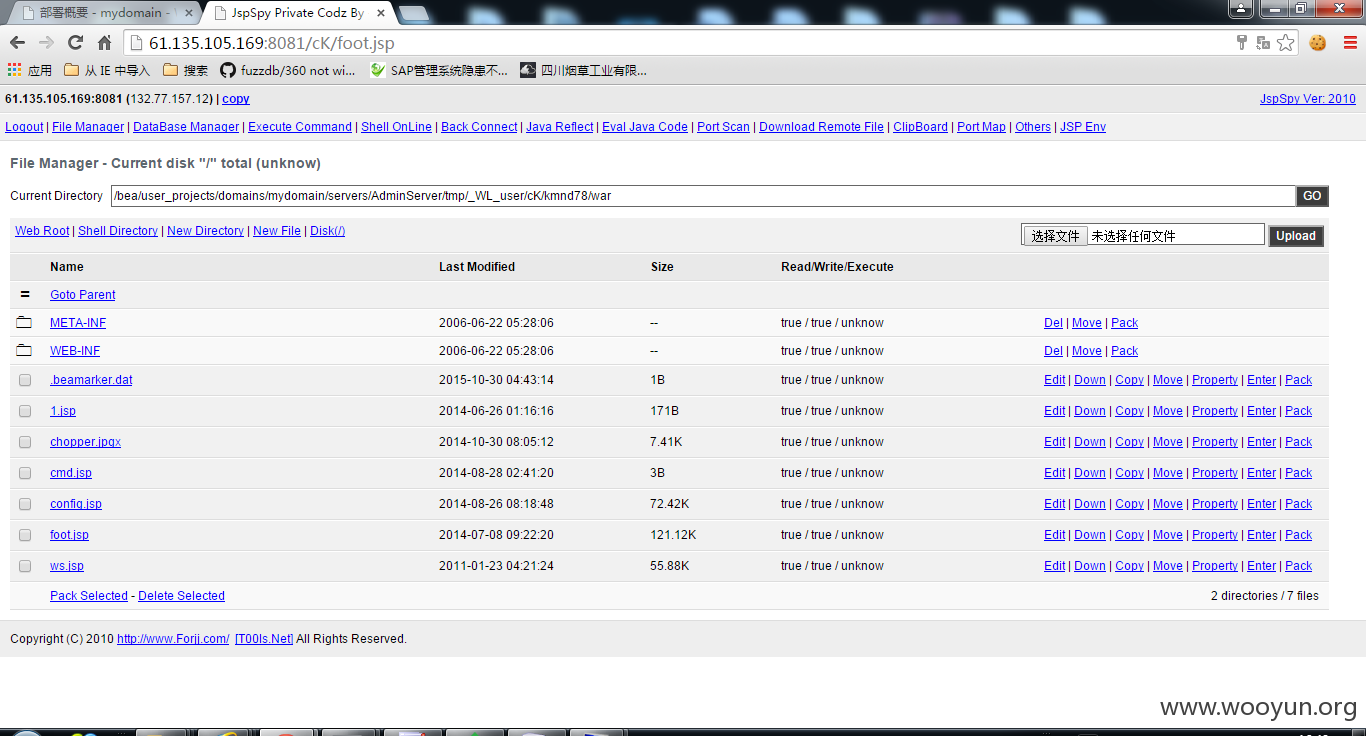 部署概要 - mydomain - JspSpy Private Codz By
61.135.105.169:8081/cK/foot.jsp
应用 从 IE 中导入 搜索 fuzzdb/360 not wi... SAP管理系统隐患不... 四川烟草工业有限...
61.135.105.169:8081 (132.77.157.12) | copy JspSpy Ver: 2010
Logout | File Manager | DataBase Manager | Execute Command | Shell OnLine | Back Connect | Java Reflect | Eval Java Code | Port Scan | Download Remote File | ClipBoard | Port Map | Others | JSP Env
File Manager - Current disk "/" total (unknow)
Current Directory /bea/user_projects/domains/mydomain/servers/AdminServer/tmp/_WL_user/cK/kmnd78/war GO
Web Root | Shell Directory | New Directory | New File | Disk(/) 选择文件 未选择任何文件 Upload
Name Last Modified Size Read/Write/Execute
= Goto Parent
META-INF 2006-06-22 05:28:06 -- true / true / unknow Del | Move | Pack
WEB-INF 2006-06-22 05:28:06 -- true / true / unknow Del | Move | Pack
.beamarker.dat 2015-10-30 04:43:14 1B true / true / unknow Edit | Down | Copy | Move | Property | Enter | Pack
1.jsp 2014-06-26 01:16:16 171B true / true / unknow Edit | Down | Copy | Move | Property | Enter | Pack
chopper.jpgx 2014-10-30 08:05:12 7.41K true / true / unknow Edit | Down | Copy | Move | Property | Enter | Pack
cmd.jsp 2014-08-28 02:41:20 3B true / true / unknow Edit | Down | Copy | Move | Property | Enter | Pack
config.jsp 2014-08-26 08:18:48 72.42K true / true / unknow Edit | Down | Copy | Move | Property | Enter | Pack
foot.jsp 2014-07-08 09:22:20 121.12K true / true / unknow Edit | Down | Copy | Move | Property | Enter | Pack
ws.jsp 2011-01-23 04:21:24 55.88K true / true / unknow Edit | Down | Copy | Move | Property | Enter | Pack
Pack Selected - Delete Selected 2 directories / 7 files
Copyright (C) 2010 http://www.Forjj.com/ [T00ls.Net] All Rights Reserved.
www.wooyun.org